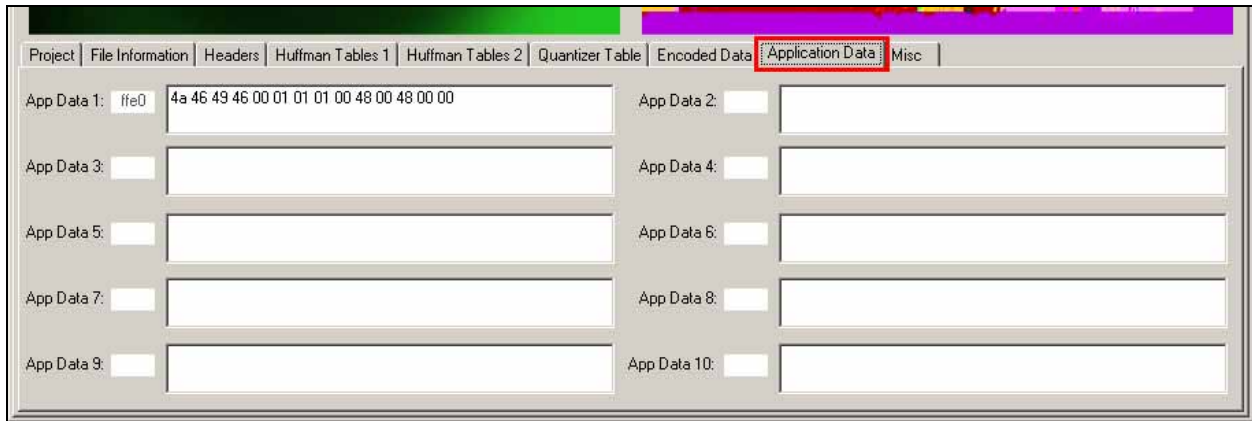 Project File Information Headers Huffman Tables 1 Huffman Tables 2 Quantizer Table Encoded Data Application Data Misc
App Data 1: ffe0 4a 46 49 46 00 01 01 01 00 48 00 48 00 00 App Data 2:
App Data 3: App Data 4:
App Data 5: App Data 6:
App Data 7: App Data 8:
App Data 9: App Data 10: